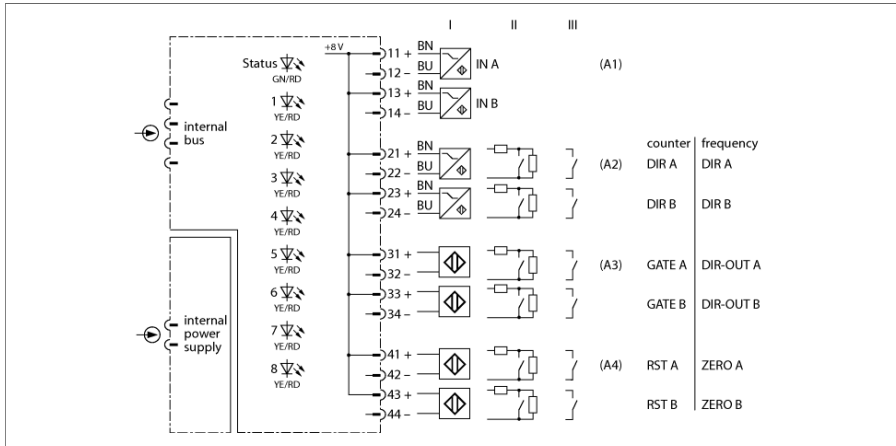 I II III
+8 V 11 + BN
Status IN A (A1)
GN/RD 12 – BU
13 + BN
1 IN B
YE/RD 14 – BU
internal
bus
2
YE/RD
counter frequency
21 + BN
3 (A2) DIR A DIR A
YE/RD 22 – BU
23 + BN
4 DIR B DIR B
YE/RD 24 – BU
5 31 +
YE/RD (A3) GATE A DIR-OUT A
32 –
6 33 +
YE/RD GATE B DIR-OUT B
34 –
internal
power
supply
7 41 +
YE/RD (A4) RST A ZERO A
42 –
8 43 +
YE/RD RST B ZERO B
44 –